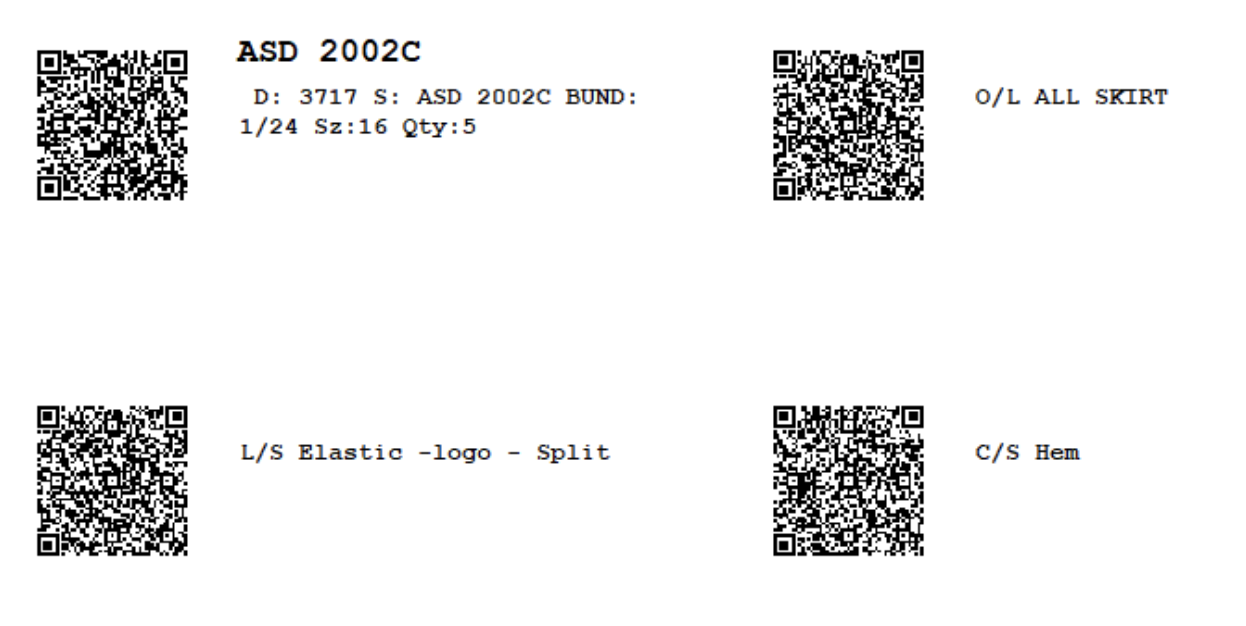 ASD 2002C
D: 3717 S: ASD 2002C BUND:
1/24 Sz:16 Qty:5
O/L ALL SKIRT
L/S Elastic -logo - Split
C/S Hem